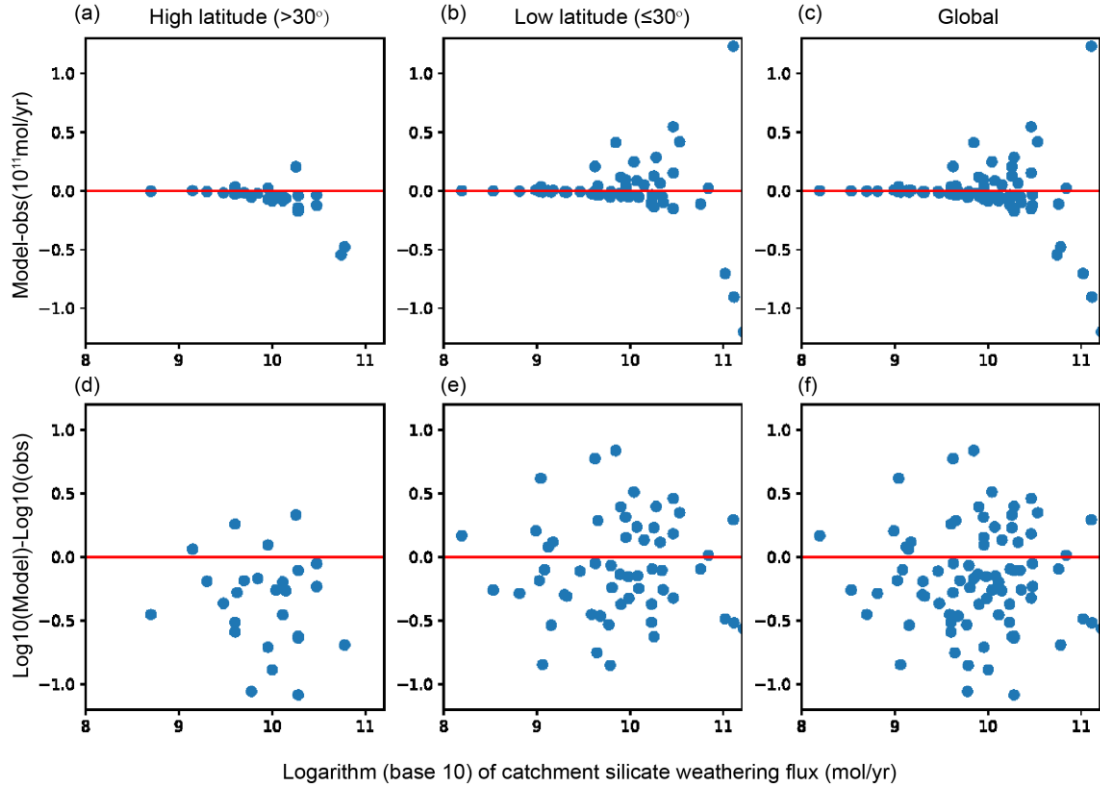 (a) High latitude (>30°) (b) Low latitude (≤30°) (c) Global
Model-obs(10¹¹mol/yr)
1.0 1.0 1.0
0.5 0.5 0.5
0.0 0.0 0.0
−0.5 −0.5 −0.5
−1.0 −1.0 −1.0
8 9 10 11 8 9 10 11 8 9 10 11
(d) (e) (f)
Log10(Model)-Log10(obs)
1.0 1.0 1.0
0.5 0.5 0.5
0.0 0.0 0.0
−0.5 −0.5 −0.5
−1.0 −1.0 −1.0
8 9 10 11 8 9 10 11 8 9 10 11
Logarithm (base 10) of catchment silicate weathering flux (mol/yr)